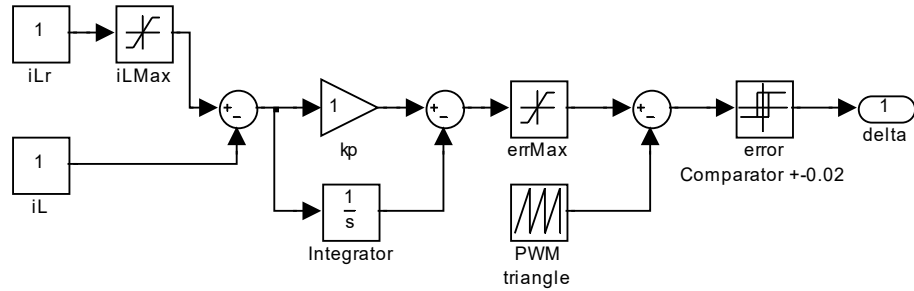 1
iLr
iLMax
+
−
1
kp
+
−
errMax
+
−
error
Comparator +-0.02
1
delta
1
iL
1
s
Integrator
PWM
triangle